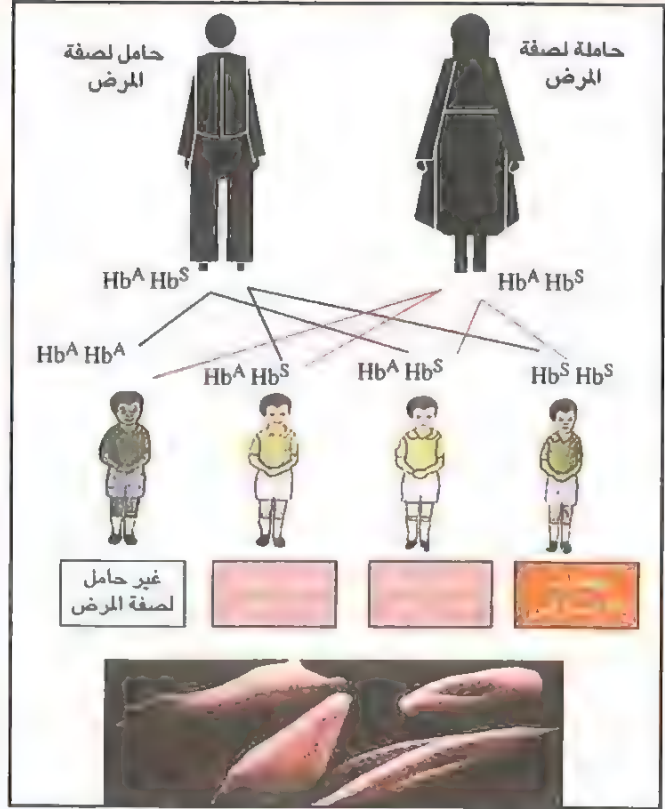 حامل لصفة
المرض
حاملة لصفة
المرض
Hb^A Hb^S
Hb^A Hb^S
Hb^A Hb^A
Hb^A Hb^S
Hb^A Hb^S
Hb^S Hb^S
غير حامل
لصفة المرض